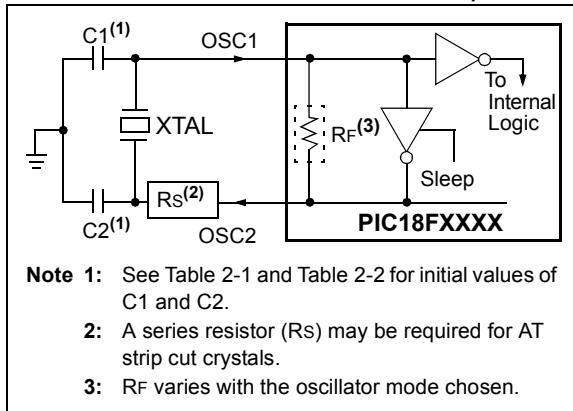 C1(1)
OSC1
To
Internal
Logic
XTAL
RF(3)
Sleep
RS(2)
C2(1)
OSC2
PIC18FXXXX
Note 1: See Table 2-1 and Table 2-2 for initial values of
C1 and C2.
2: A series resistor (RS) may be required for AT
strip cut crystals.
3: RF varies with the oscillator mode chosen.